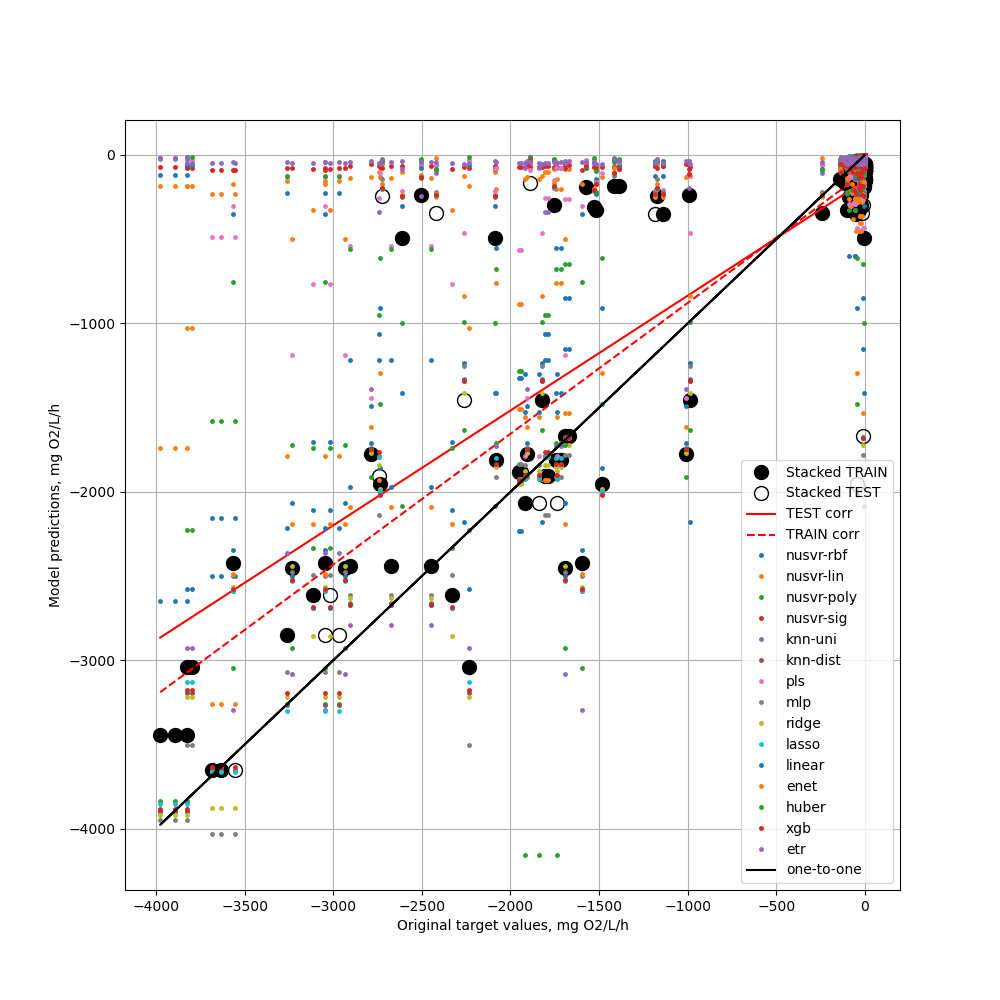 0
−1000
−2000
−3000
−4000
Model predictions, mg O2/L/h
−4000 −3500 −3000 −2500 −2000 −1500 −1000 −500 0
Original target values, mg O2/L/h
Stacked TRAIN
Stacked TEST
TEST corr
TRAIN corr
nusvr-rbf
nusvr-lin
nusvr-poly
nusvr-sig
knn-uni
knn-dist
pls
mlp
ridge
lasso
linear
enet
huber
xgb
etr
one-to-one